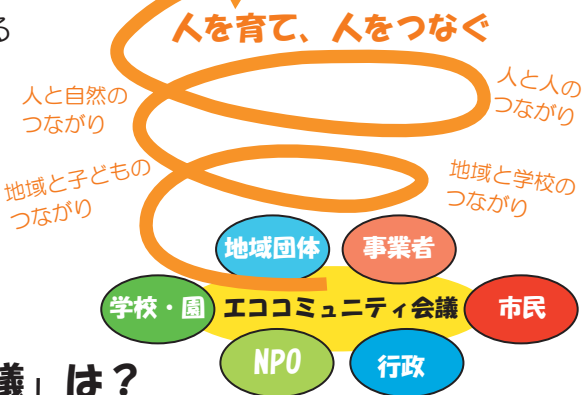 る
人を育て、人をつなぐ
人と自然の
つながり
人と人の
つながり
地域と子どもの
つながり
地域と学校の
つながり
地域団体
事業者
学校・園
エココミュニティ会議
市民
NPO
行政
議」は？